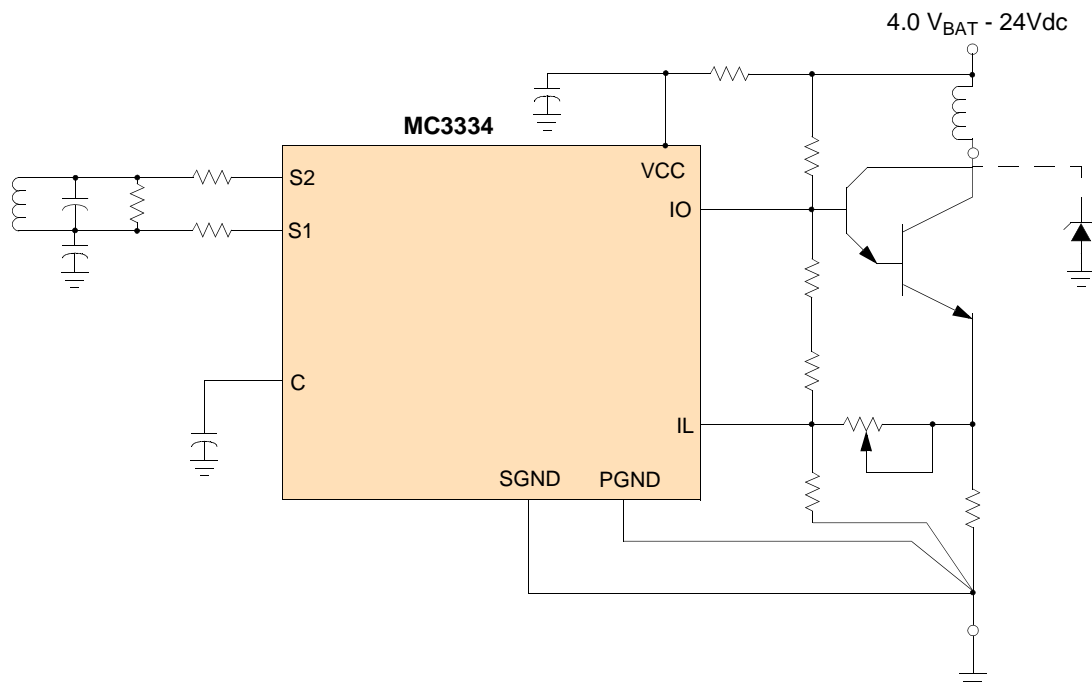 4.0 VBAT - 24Vdc
MC3334
VCC
S2
IO
S1
C
IL
SGND PGND